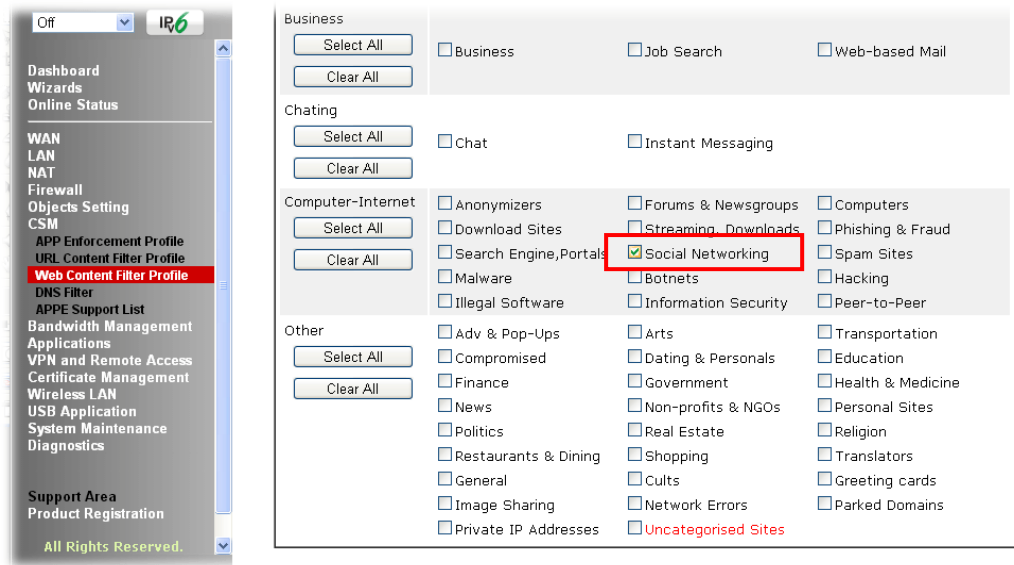 Off IPv6
Dashboard
Wizards
Online Status
WAN
LAN
NAT
Firewall
Objects Setting
CSM
APP Enforcement Profile
URL Content Filter Profile
Web Content Filter Profile
DNS Filter
APPE Support List
Bandwidth Management
Applications
VPN and Remote Access
Certificate Management
Wireless LAN
USB Application
System Maintenance
Diagnostics
Support Area
Product Registration
All Rights Reserved.
Business
Select All
Clear All
Business Job Search Web-based Mail
Chating
Select All
Clear All
Chat Instant Messaging
Computer-Internet
Select All
Clear All
Anonymizers Forums & Newsgroups Computers
Download Sites Streaming, Downloads Phishing & Fraud
Search Engine,Portals Social Networking Spam Sites
Malware Botnets Hacking
Illegal Software Information Security Peer-to-Peer
Other
Select All
Clear All
Adv & Pop-Ups Arts Transportation
Compromised Dating & Personals Education
Finance Government Health & Medicine
News Non-profits & NGOs Personal Sites
Politics Real Estate Religion
Restaurants & Dining Shopping Translators
General Cults Greeting cards
Image Sharing Network Errors Parked Domains
Private IP Addresses Uncategorised Sites